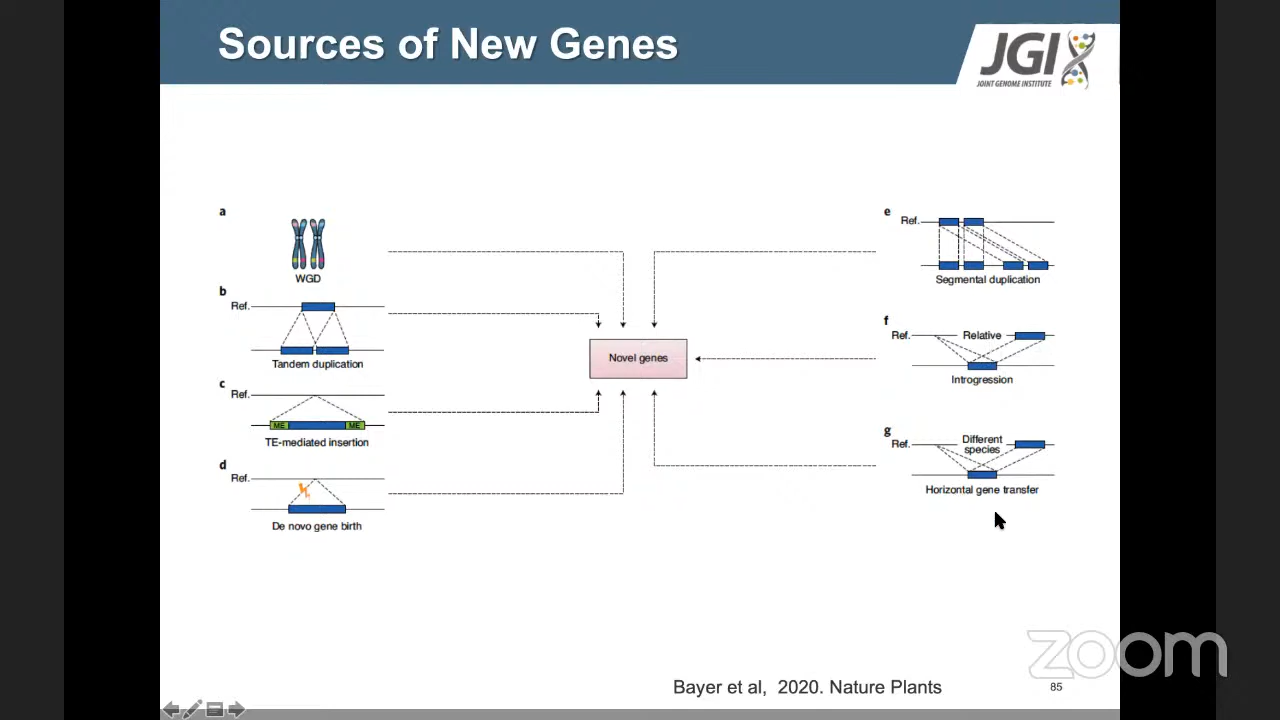 Sources of New Genes
JGI
JOINT GENOME INSTITUTE
a
WGD
b
Ref.
Tandem duplication
c
Ref.
ME
ME
TE-mediated insertion
d
Ref.
De novo gene birth
Novel genes
e
Ref.
Segmental duplication
f
Ref.
Relative
Introgression
g
Ref.
Different
species
Horizontal gene transfer
zoom
Bayer et al, 2020. Nature Plants
85